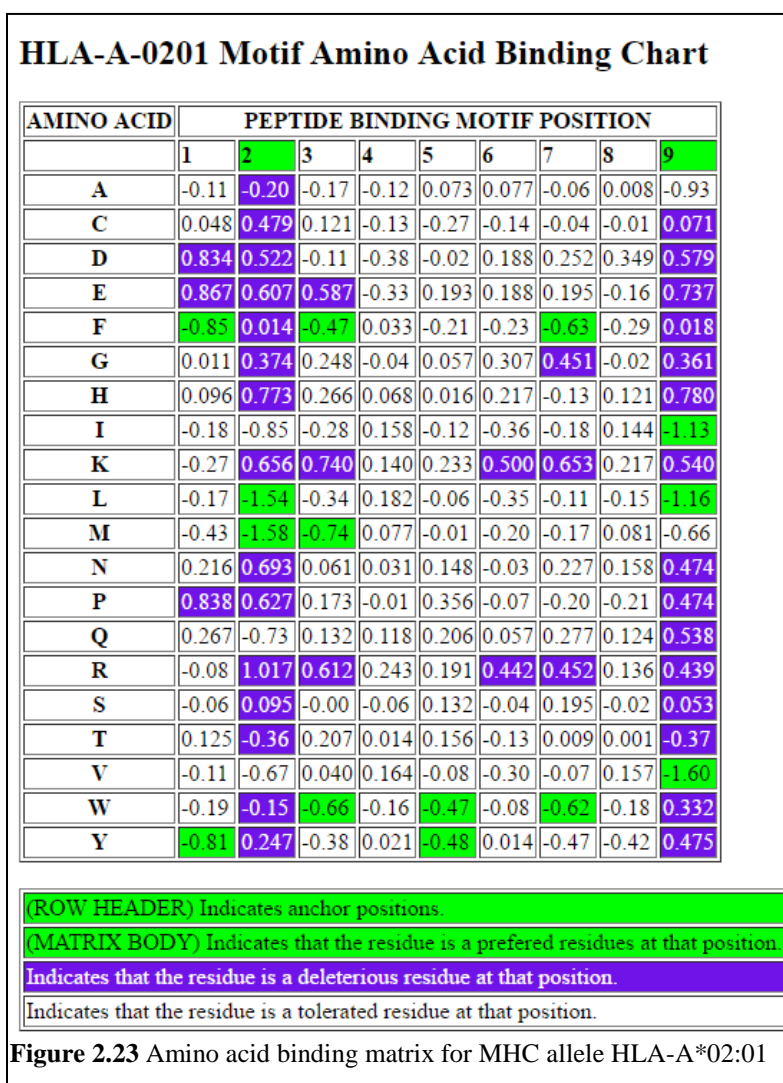 HLA-A-0201 Motif Amino Acid Binding Chart
AMINO ACID PEPTIDE BINDING MOTIF POSITION
1 2 3 4 5 6 7 8 9
A -0.11 -0.20 -0.17 -0.12 0.073 0.077 -0.06 0.008 -0.93
C 0.048 0.479 0.121 -0.13 -0.27 -0.14 -0.04 -0.01 0.071
D 0.834 0.522 -0.11 -0.38 -0.02 0.188 0.252 0.349 0.579
E 0.867 0.607 0.587 -0.33 0.193 0.188 0.195 -0.16 0.737
F -0.85 0.014 -0.47 0.033 -0.21 -0.23 -0.63 -0.29 0.018
G 0.011 0.374 0.248 -0.04 0.057 0.307 0.451 -0.02 0.361
H 0.096 0.773 0.266 0.068 0.016 0.217 -0.13 0.121 0.780
I -0.18 -0.85 -0.28 0.158 -0.12 -0.36 -0.18 0.144 -1.13
K -0.27 0.656 0.740 0.140 0.233 0.500 0.653 0.217 0.540
L -0.17 -1.54 -0.34 0.182 -0.06 -0.35 -0.11 -0.15 -1.16
M -0.43 -1.58 -0.74 0.077 -0.01 -0.20 -0.17 0.081 -0.66
N 0.216 0.693 0.061 0.031 0.148 -0.03 0.227 0.158 0.474
P 0.838 0.627 0.173 -0.01 0.356 -0.07 -0.20 -0.21 0.474
Q 0.267 -0.73 0.132 0.118 0.206 0.057 0.277 0.124 0.538
R -0.08 1.017 0.612 0.243 0.191 0.442 0.452 0.136 0.439
S -0.06 0.095 -0.00 -0.06 0.132 -0.04 0.195 -0.02 0.053
T 0.125 -0.36 0.207 0.014 0.156 -0.13 0.009 0.001 -0.37
V -0.11 -0.67 0.040 0.164 -0.08 -0.30 -0.07 0.157 -1.60
W -0.19 -0.15 -0.66 -0.16 -0.47 -0.08 -0.62 -0.18 0.332
Y -0.81 0.247 -0.38 0.021 -0.48 0.014 -0.47 -0.42 0.475
(ROW HEADER) Indicates anchor positions.
(MATRIX BODY) Indicates that the residue is a prefered residues at that position.
Indicates that the residue is a deleterious residue at that position.
Indicates that the residue is a tolerated residue at that position.
Figure 2.23 Amino acid binding matrix for MHC allele HLA-A*02:01